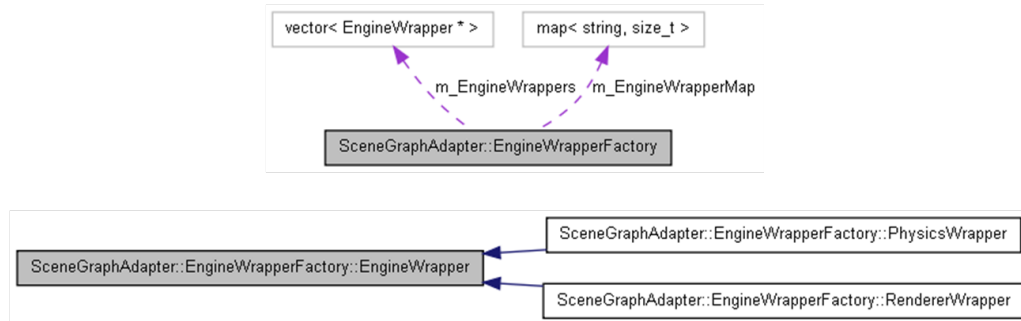 vector< EngineWrapper * >
map< string, size_t >
m_EngineWrappers
m_EngineWrapperMap
SceneGraphAdapter::EngineWrapperFactory
SceneGraphAdapter::EngineWrapperFactory::PhysicsWrapper
SceneGraphAdapter::EngineWrapperFactory::EngineWrapper
SceneGraphAdapter::EngineWrapperFactory::RendererWrapper